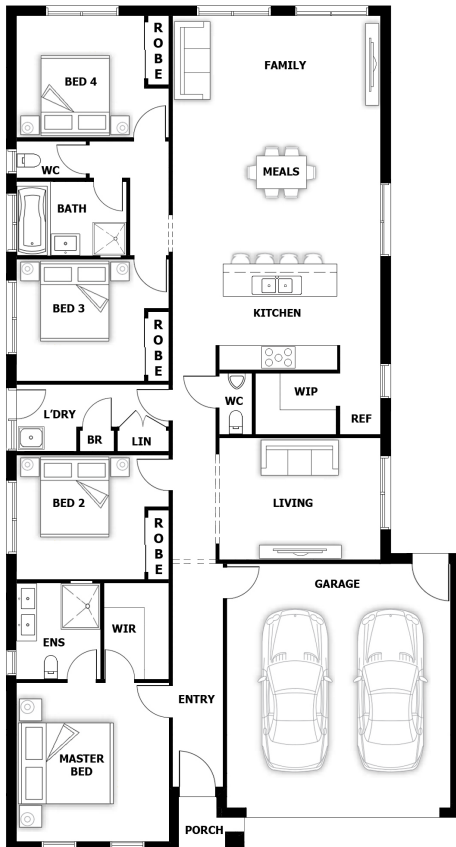 BED 4
ROBE
FAMILY
WC
MEALS
BATH
BED 3
ROBE
KITCHEN
L'DRY
BR
LIN
WC
WIP
REF
BED 2
ROBE
LIVING
ENS
WIR
GARAGE
ENTRY
MASTER
BED
PORCH